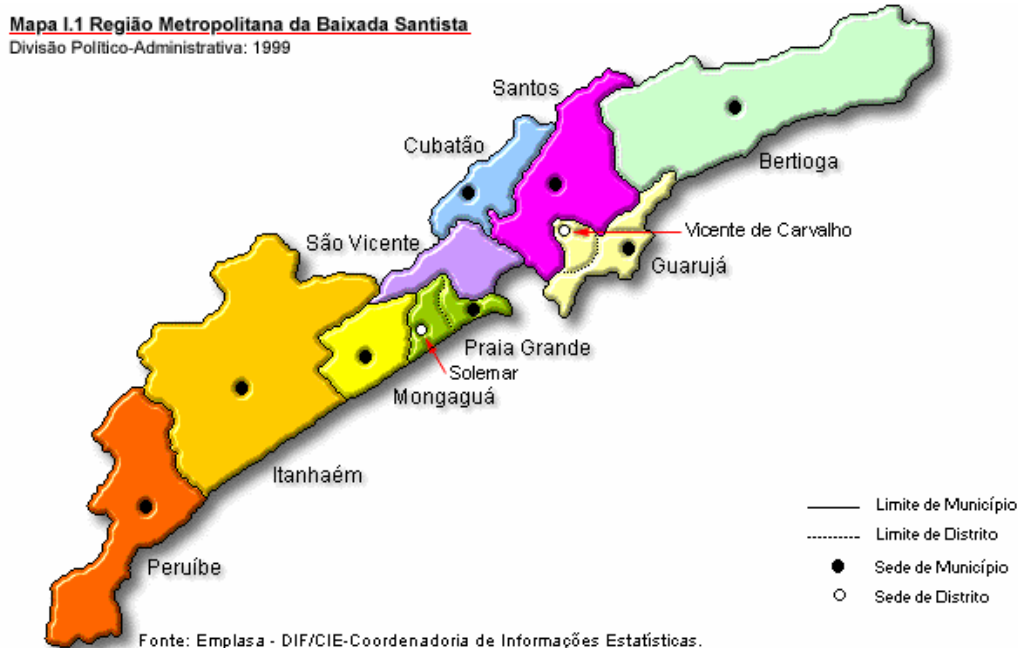 Mapa I.1 Região Metropolitana da Baixada Santista
Divisão Político-Administrativa: 1999
Santos
Cubatão
Bertioga
São Vicente
Vicente de Carvalho
Guarujá
Praia Grande
Solemar
Mongaguá
Itanhaém
Peruíbe
Limite de Município
Limite de Distrito
Sede de Município
Sede de Distrito
Fonte: Emplasa - DIF/CIE-Coordenadoria de Informações Estatísticas.